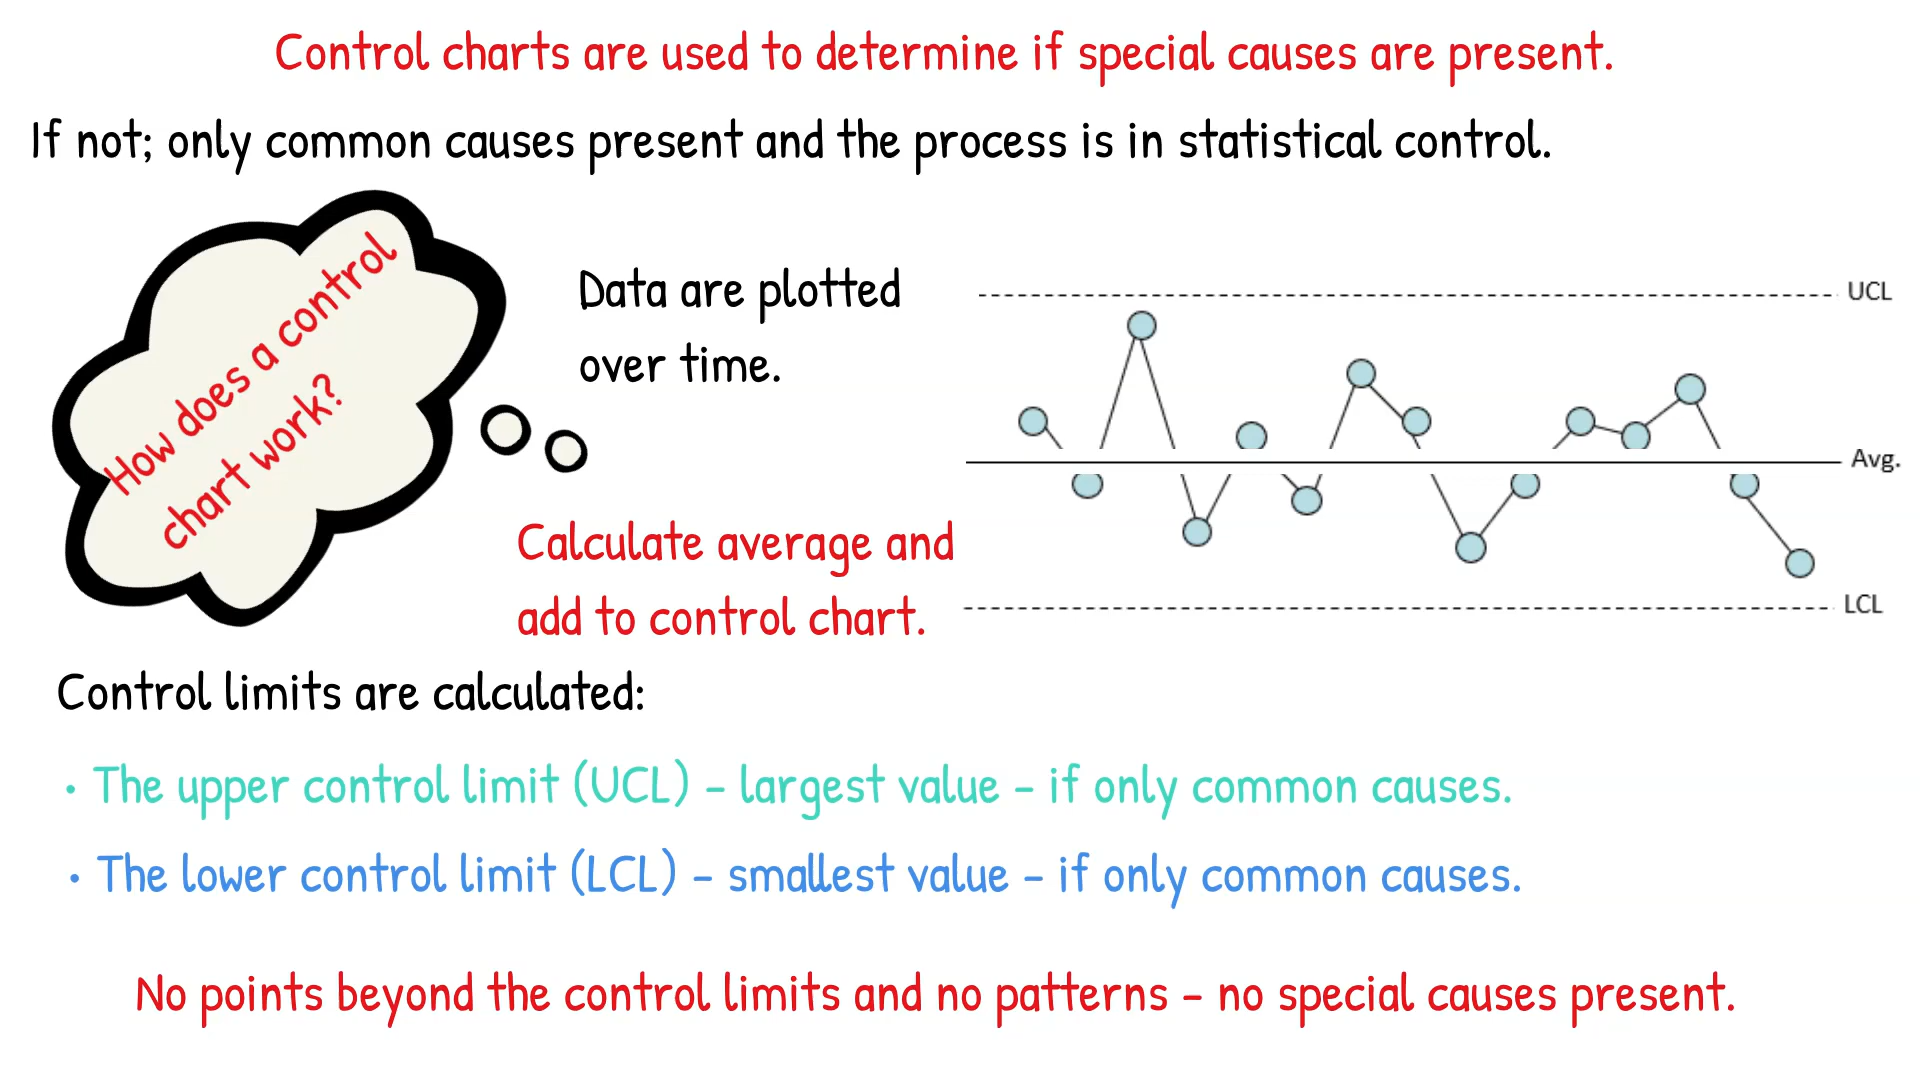 Control charts are used to determine if special causes are present.
If not; only common causes present and the process is in statistical control.
How does a control
chart work?
Data are plotted
over time.
UCL
Avg.
LCL
Calculate average and
add to control chart.
Control limits are calculated:
• The upper control limit (UCL) – largest value – if only common causes.
• The lower control limit (LCL) – smallest value – if only common causes.
No points beyond the control limits and no patterns – no special causes present.